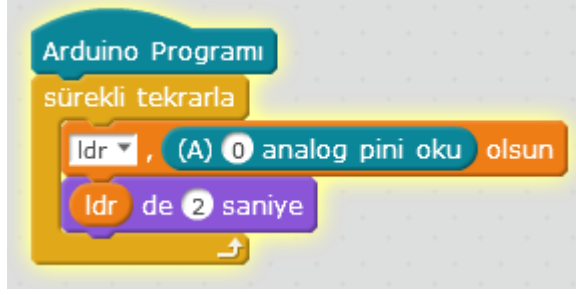 Arduino Programı
sürekli tekrarla
ldr , (A) 0 analog pini oku olsun
ldr de 2 saniye